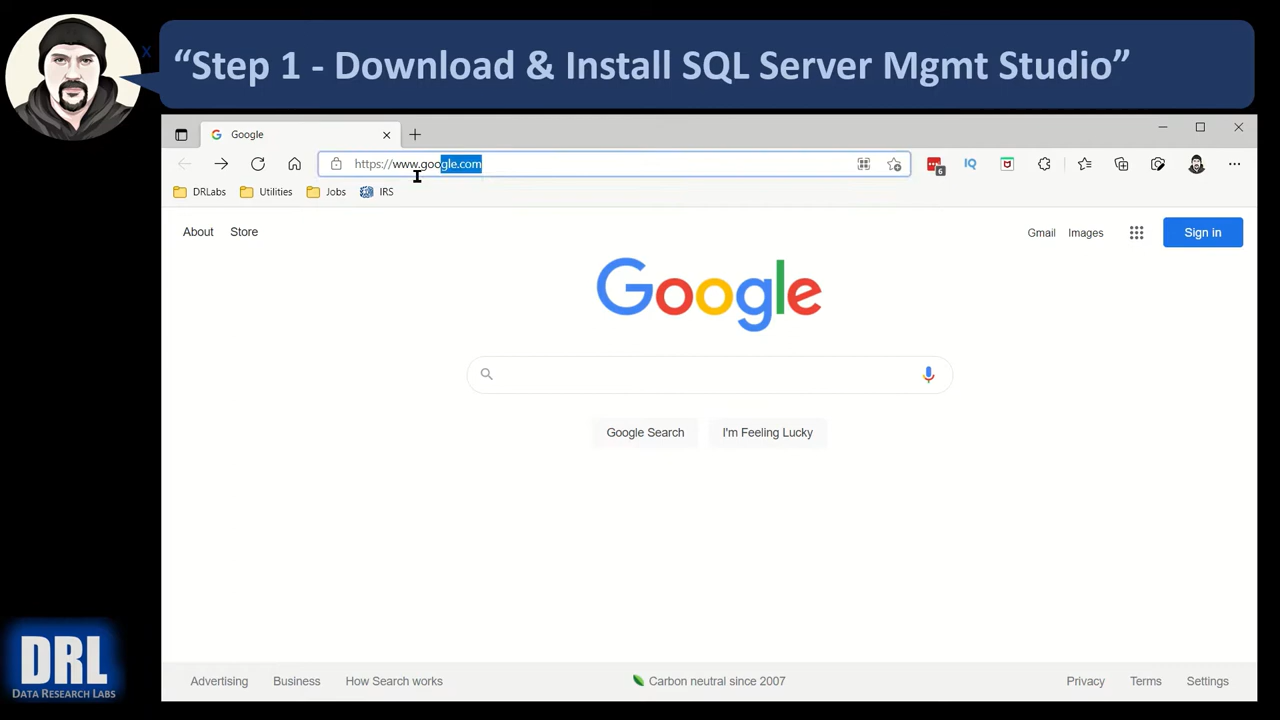 x
“Step 1 - Download & Install SQL Server Mgmt Studio”
Google
https://www.google.com
6
IQ
DRLabs
Utilities
Jobs
IRS
About
Store
Gmail
Images
Sign in
Google
Google Search
I'm Feeling Lucky
Advertising
Business
How Search works
Carbon neutral since 2007
Privacy
Terms
Settings
DRL
DATA RESEARCH LABS